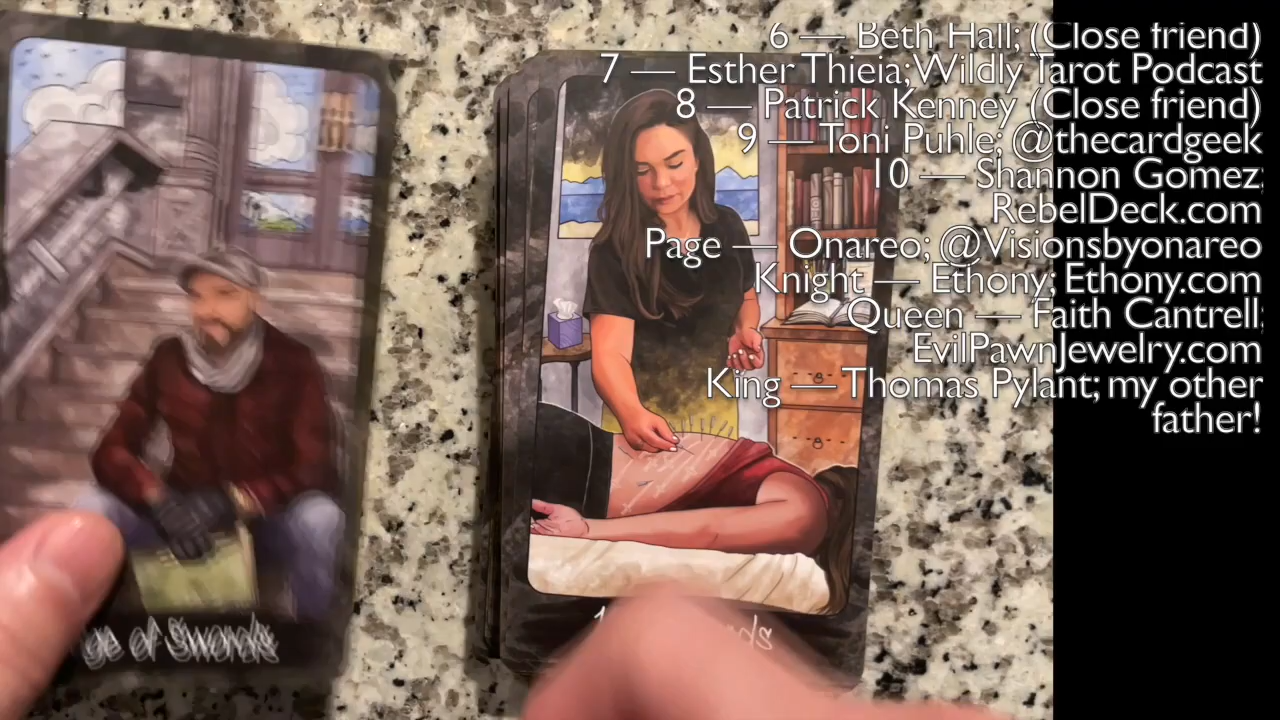 6 — Beth Hall; (Close friend)
7 — Esther Thieia; Wildly Tarot Podcast
8 — Patrick Kenney (Close friend)
9 — Toni Puhle; @thecardgeek
10 — Shannon Gomez;
RebelDeck.com
Page — Onareo; @Visionsbyonareo
Knight — Ethony; Ethony.com
Queen — Faith Cantrell;
EvilPawnJewelry.com
King — Thomas Pylant; my other
father!
of Swords